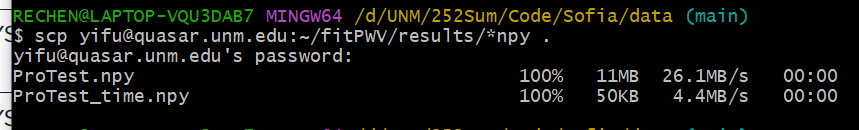 RECHEN@LAPTOP-VQU3DAB7 MINGW64 /d/UNM/252Sum/Code/Sofia/data (main)
$ scp yifu@quasar.unm.edu:~/fitPWV/results/*npy .
yifu@quasar.unm.edu's password:
ProTest.npy 100% 11MB 26.1MB/s 00:00
ProTest_time.npy 100% 50KB 4.4MB/s 00:00